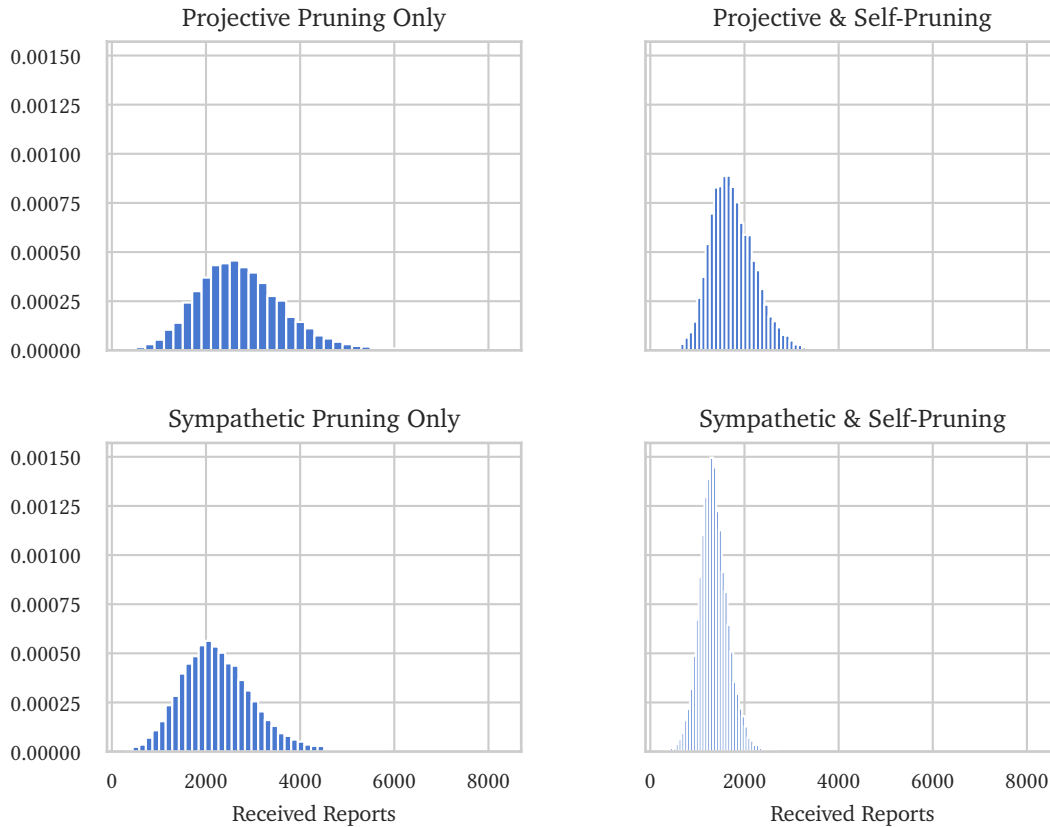 Projective Pruning Only
Projective & Self-Pruning
0.00150
0.00125
0.00100
0.00075
0.00050
0.00025
0.00000
Sympathetic Pruning Only
Sympathetic & Self-Pruning
0.00150
0.00125
0.00100
0.00075
0.00050
0.00025
0.00000
0 2000 4000 6000 8000
0 2000 4000 6000 8000
Received Reports
Received Reports